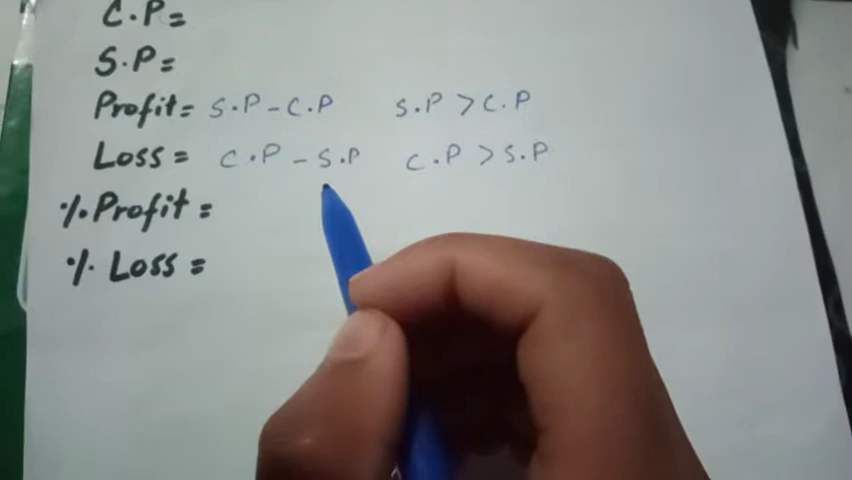 C.P=
S.P=
Profit= S.P-C.P S.P > C.P
Loss= C.P - S.P C.P > S.P
%Profit=
% Loss=